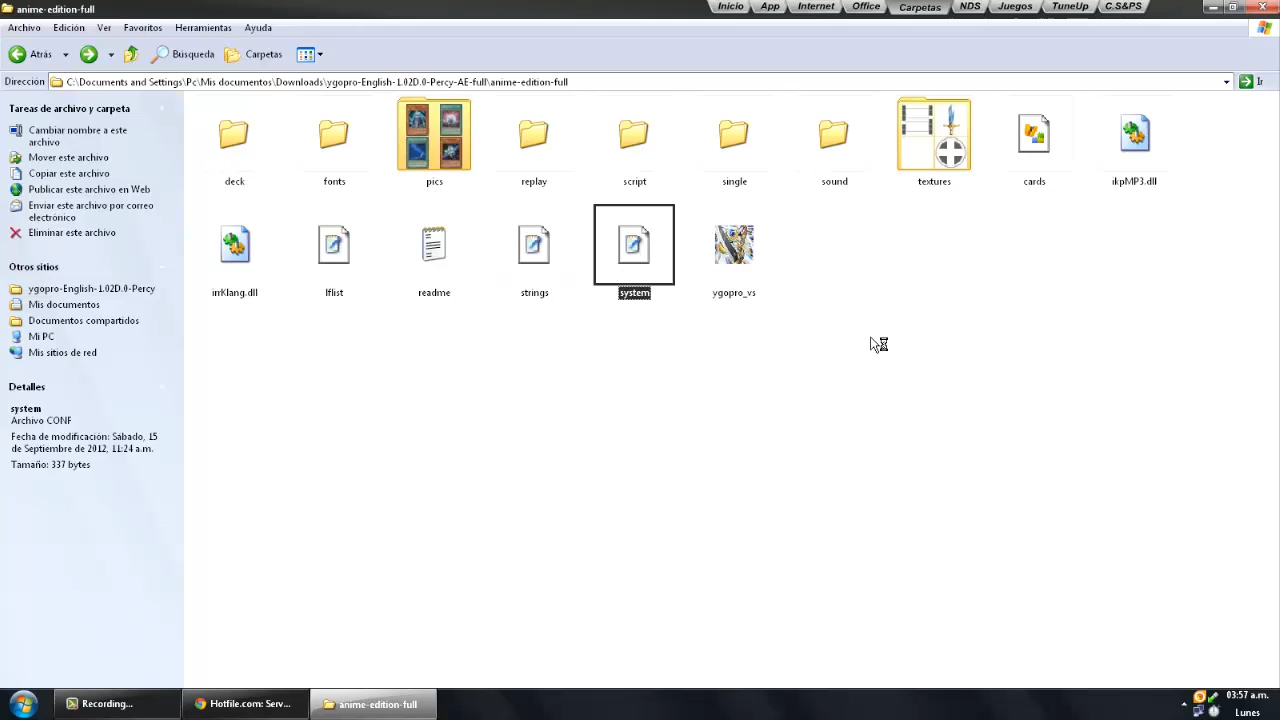 anime-edition-full
Inicio App Internet Office Carpetas NDS Juegos TuneUp C.S&PS
Archivo Edición Ver Favoritos Herramientas Ayuda
Atrás Búsqueda Carpetas
Dirección C:\Documents and Settings\Pc\Mis documentos\Downloads\ygopro-English-1.02D.0-Percy-AE-full\anime-edition-full Ir
Tareas de archivo y carpeta
Cambiar nombre a este
archivo
Mover este archivo
Copiar este archivo
Publicar este archivo en Web
Enviar este archivo por correo
electrónico
Eliminar este archivo
Otros sitios
ygopro-English-1.02D.0-Percy
Mis documentos
Documentos compartidos
Mi PC
Mis sitios de red
Detalles
system
Archivo CONF
Fecha de modificación: Sábado, 15
de Septiembre de 2012, 11:24 a.m.
Tamaño: 337 bytes
deck fonts pics replay script single sound textures cards ikpMP3.dll
irrKlang.dll lflist readme strings system ygopro_vs
Recording... Hotfile.com: Serv... anime-edition-full
03:57 a.m.
Lunes